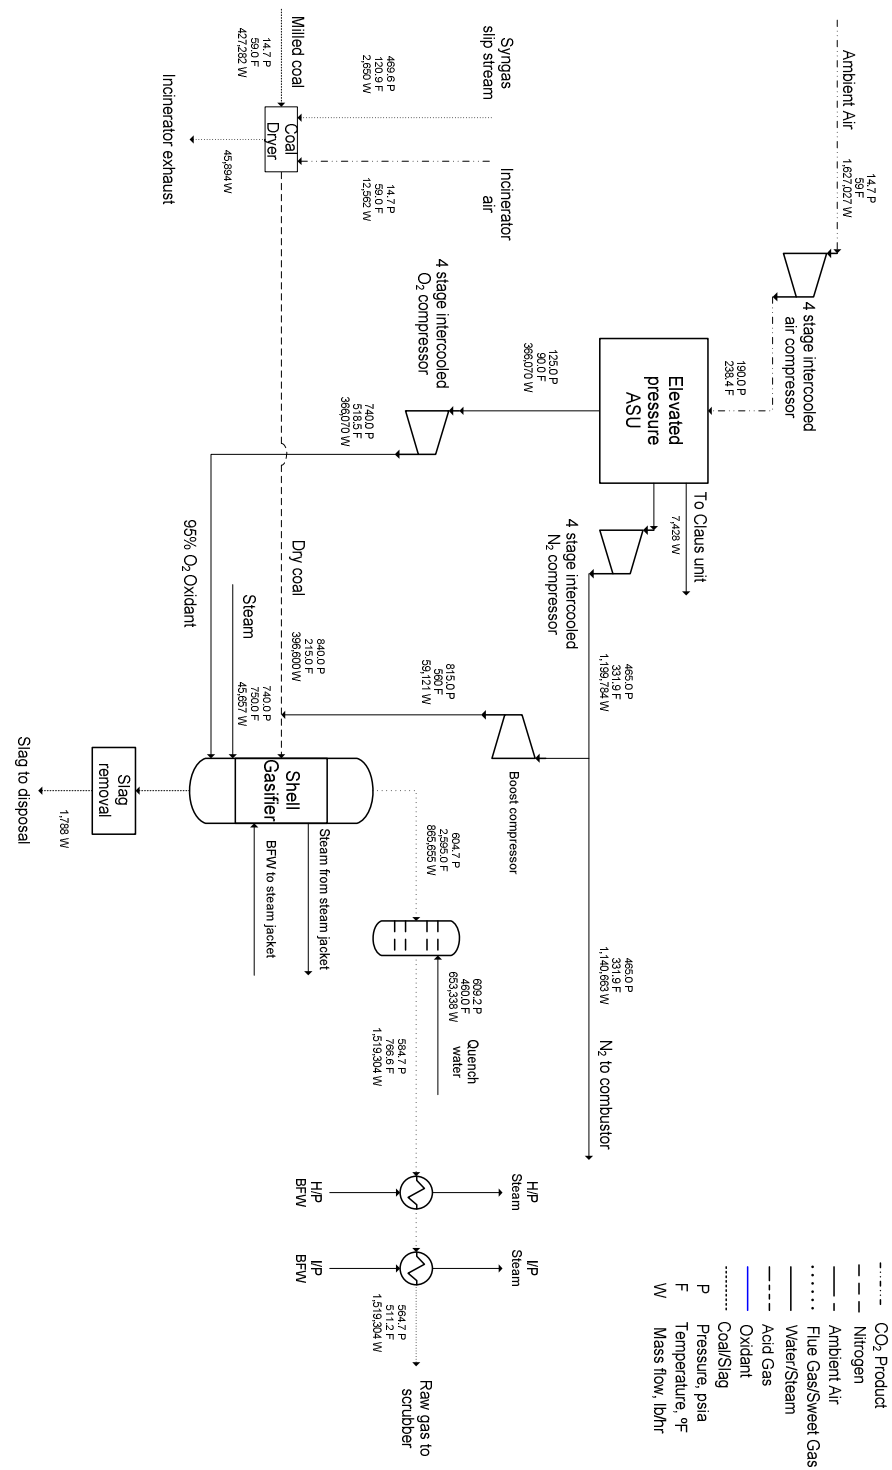 Ambient Air
14.7 P
59 F
1,627,027 W
4 stage intercooled
air compressor
190.0 P
238.4 F
Elevated
pressure
ASU
To Claus unit
7,428 W
4 stage intercooled
N2 compressor
465.0 P
331.9 F
1,199,784 W
465.0 P
331.9 F
1,140,663 W
N2 to combustor
Boost compressor
815.0 P
560 F
59,121 W
125.0 P
90.0 F
366,070 W
4 stage intercooled
O2 compressor
740.0 P
518.5 F
366,070 W
95% O2 Oxidant
Syngas
slip stream
469.6 P
120.9 F
2,650 W
Incinerator
air
14.7 P
59.0 F
12,562 W
Milled coal
14.7 P
59.0 F
427,282 W
Coal
Dryer
45,894 W
Incinerator exhaust
Dry coal
840.0 P
215.0 F
396,600 W
Steam
740.0 P
750.0 F
45,657 W
Shell
Gasifier
Steam from steam jacket
BFW to steam jacket
Slag
removal
1,788 W
Slag to disposal
604.7 P
2,595.0 F
865,655 W
609.2 P
460.0 F
653,338 W
Quench
water
584.7 P
766.6 F
1,519,304 W
H/P
Steam
H/P
BFW
I/P
Steam
I/P
BFW
564.7 P
511.2 F
1,519,304 W
Raw gas to
scrubber
CO2 Product
Nitrogen
Ambient Air
Flue Gas/Sweet Gas
Water/Steam
Acid Gas
Oxidant
Coal/Slag
P Pressure, psia
F Temperature, ºF
W Mass flow, lb/hr